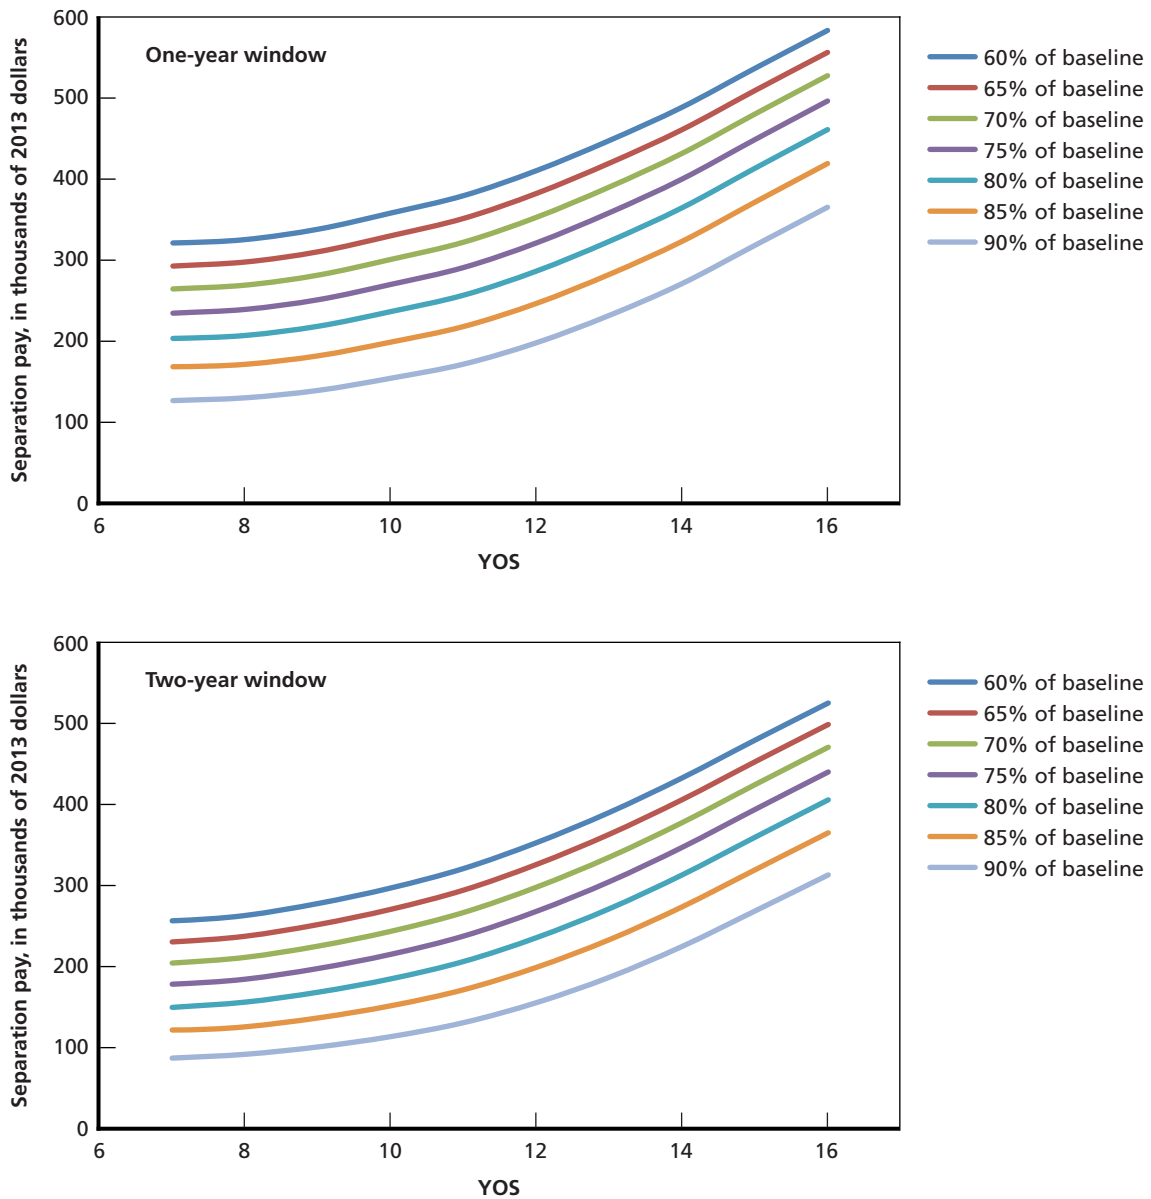 Separation pay, in thousands of 2013 dollars
600
500
400
300
200
100
0
One-year window
6
8
10
12
14
16
YOS
60% of baseline
65% of baseline
70% of baseline
75% of baseline
80% of baseline
85% of baseline
90% of baseline
Separation pay, in thousands of 2013 dollars
600
500
400
300
200
100
0
Two-year window
6
8
10
12
14
16
YOS
60% of baseline
65% of baseline
70% of baseline
75% of baseline
80% of baseline
85% of baseline
90% of baseline